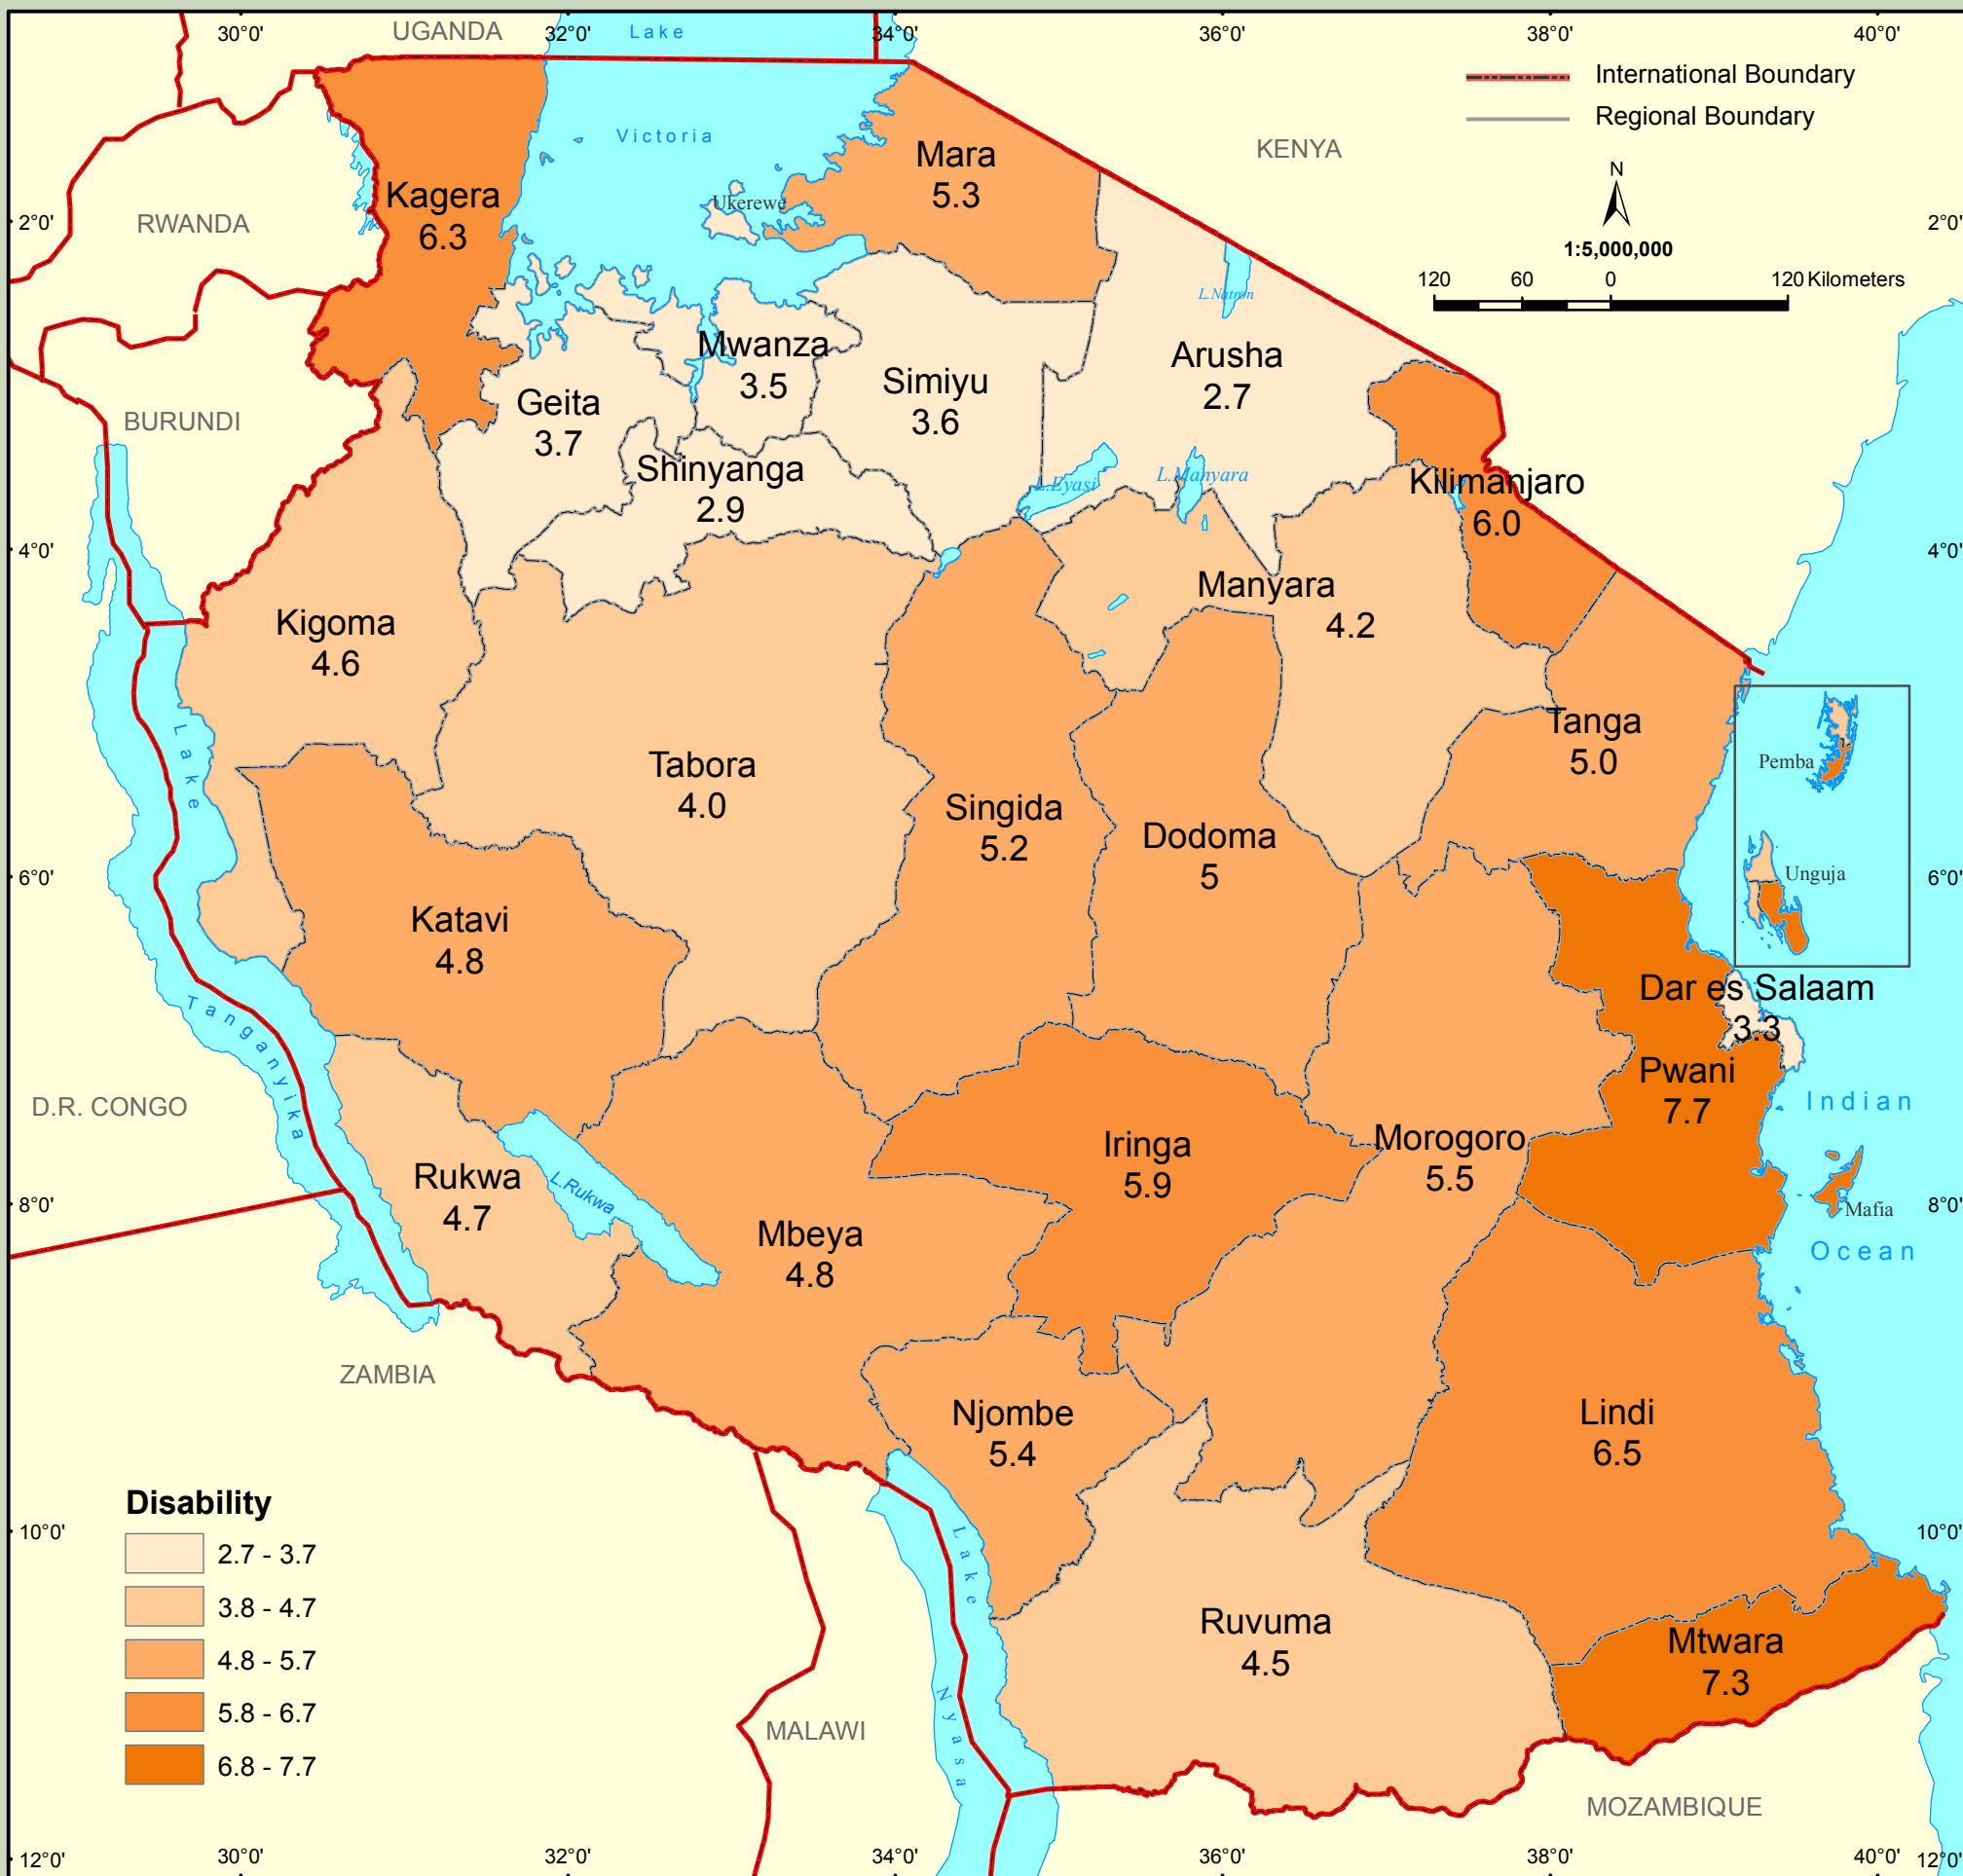 30°0'
32°0'
34°0'
36°0'
38°0'
40°0'
UGANDA
Lake
Victoria
International Boundary
Regional Boundary
KENYA
N
1:5,000,000
120 60 0 120 Kilometers
2°0'
2°0'
RWANDA
Kagera
6.3
Mara
5.3
Ukerewe
L.Natron
BURUNDI
Geita
3.7
Mwanza
3.5
Simiyu
3.6
Arusha
2.7
Shinyanga
2.9
L.Eyasi
L.Manyara
Kilimanjaro
6.0
4°0'
4°0'
Kigoma
4.6
Manyara
4.2
Tabora
4.0
Singida
5.2
Dodoma
5
Tanga
5.0
Pemba
Unguja
6°0'
6°0'
Katavi
4.8
Lake
Tanganyika
Dar es Salaam
3.3
Pwani
7.7
Indian
Ocean
Mafia
D.R. CONGO
Rukwa
4.7
L.Rukwa
Iringa
5.9
Morogoro
5.5
8°0'
8°0'
Mbeya
4.8
ZAMBIA
Njombe
5.4
Lindi
6.5
10°0'
10°0'
Lake
Nyasa
Ruvuma
4.5
Mtwara
7.3
MALAWI
MOZAMBIQUE
Disability
2.7 - 3.7
3.8 - 4.7
4.8 - 5.7
5.8 - 6.7
6.8 - 7.7
12°0'
30°0'
32°0'
34°0'
36°0'
38°0'
40°0'
12°0'